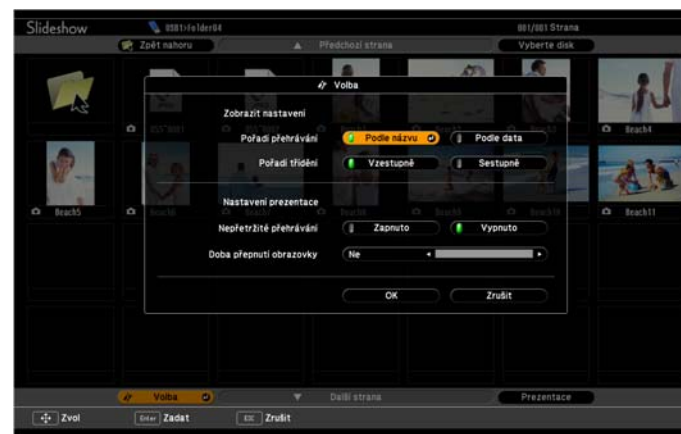 Slideshow
001/001 Strana
Zpět nahoru
Předchozí strana
Vyberte disk
Volba
Zobrazit nastavení
Pořadí přehrávání
Podle názvu
Podle data
Pořadí třídění
Vzestupně
Sestupně
Nastavení prezentace
Nepřetržité přehrávání
Zapnuto
Vypnuto
Doba přepnutí obrazovky
Ne
OK
Zrušit
Beach4
Beach5
Beach11
Volba
Další strana
Prezentace
Zvol
Enter Zadat
Esc Zrušit